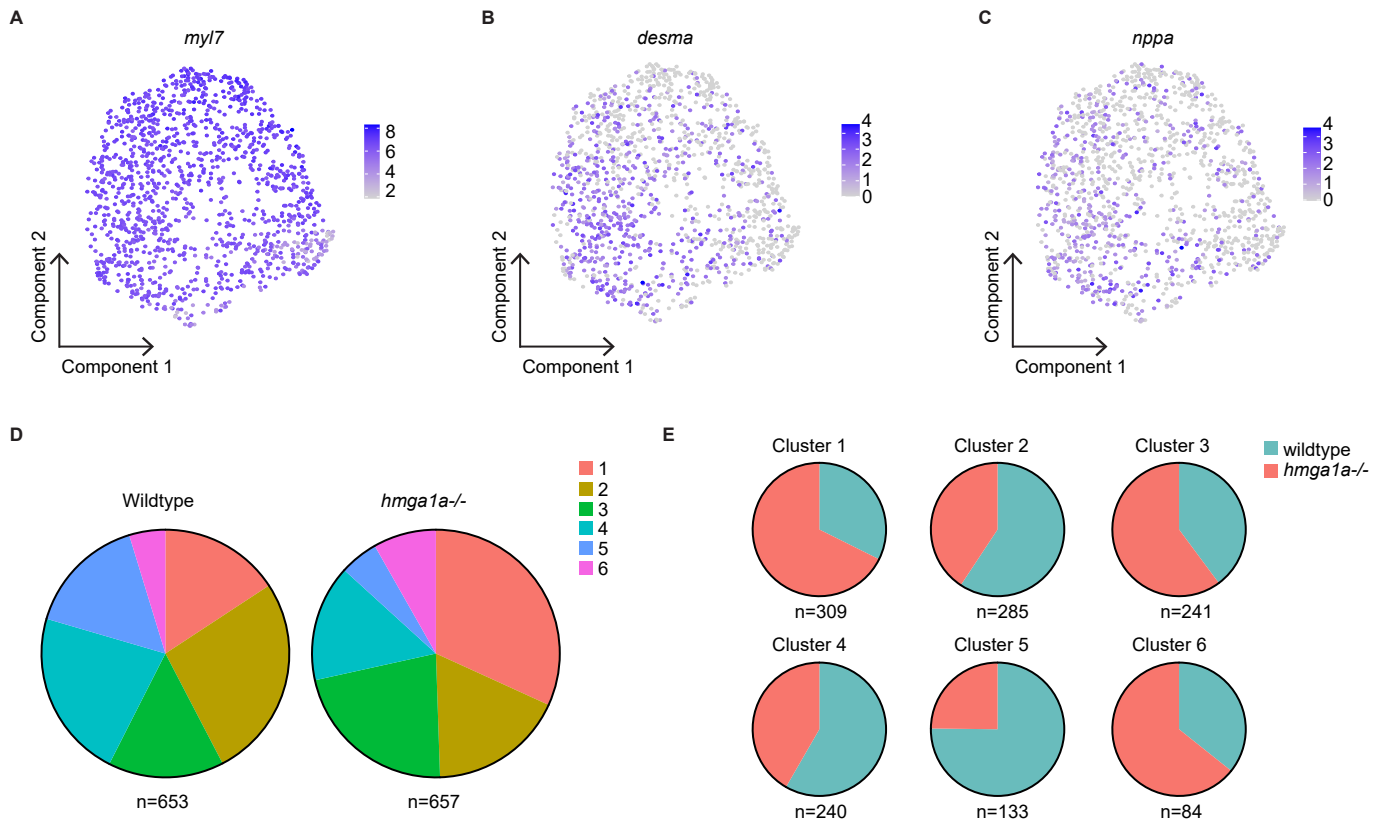 A
myl7
8
6
4
2
Component 2
Component 1
B
desma
4
3
2
1
0
Component 2
Component 1
C
nppa
4
3
2
1
0
Component 2
Component 1
D
Wildtype
hmga1a-/-
1
2
3
4
5
6
n=653
n=657
E
Cluster 1
Cluster 2
Cluster 3
wildtype
hmga1a-/-
n=309
n=285
n=241
Cluster 4
Cluster 5
Cluster 6
n=240
n=133
n=84